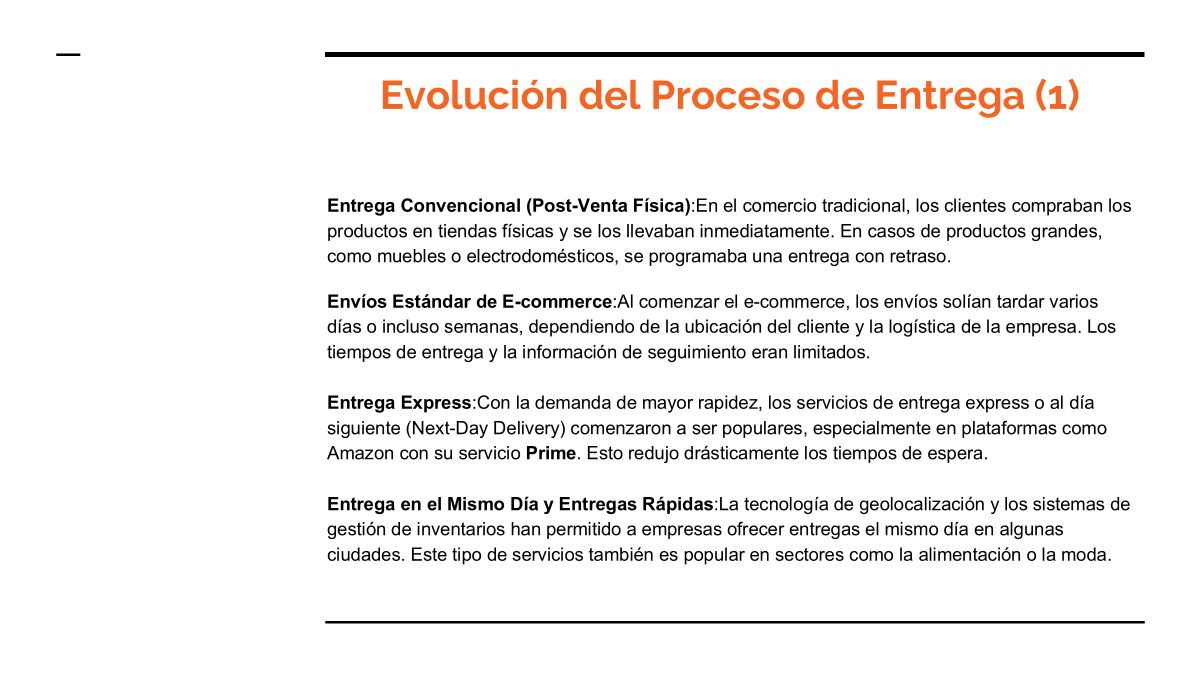 Evolución del Proceso de Entrega (1)
Entrega Convencional (Post-Venta Física):En el comercio tradicional, los clientes compraban los
productos en tiendas físicas y se los llevaban inmediatamente. En casos de productos grandes,
como muebles o electrodomésticos, se programaba una entrega con retraso.
Envíos Estándar de E-commerce:Al comenzar el e-commerce, los envíos solían tardar varios
días o incluso semanas, dependiendo de la ubicación del cliente y la logística de la empresa. Los
tiempos de entrega y la información de seguimiento eran limitados.
Entrega Express:Con la demanda de mayor rapidez, los servicios de entrega express o al día
siguiente (Next-Day Delivery) comenzaron a ser populares, especialmente en plataformas como
Amazon con su servicio Prime. Esto redujo drásticamente los tiempos de espera.
Entrega en el Mismo Día y Entregas Rápidas:La tecnología de geolocalización y los sistemas de
gestión de inventarios han permitido a empresas ofrecer entregas el mismo día en algunas
ciudades. Este tipo de servicios también es popular en sectores como la alimentación o la moda.